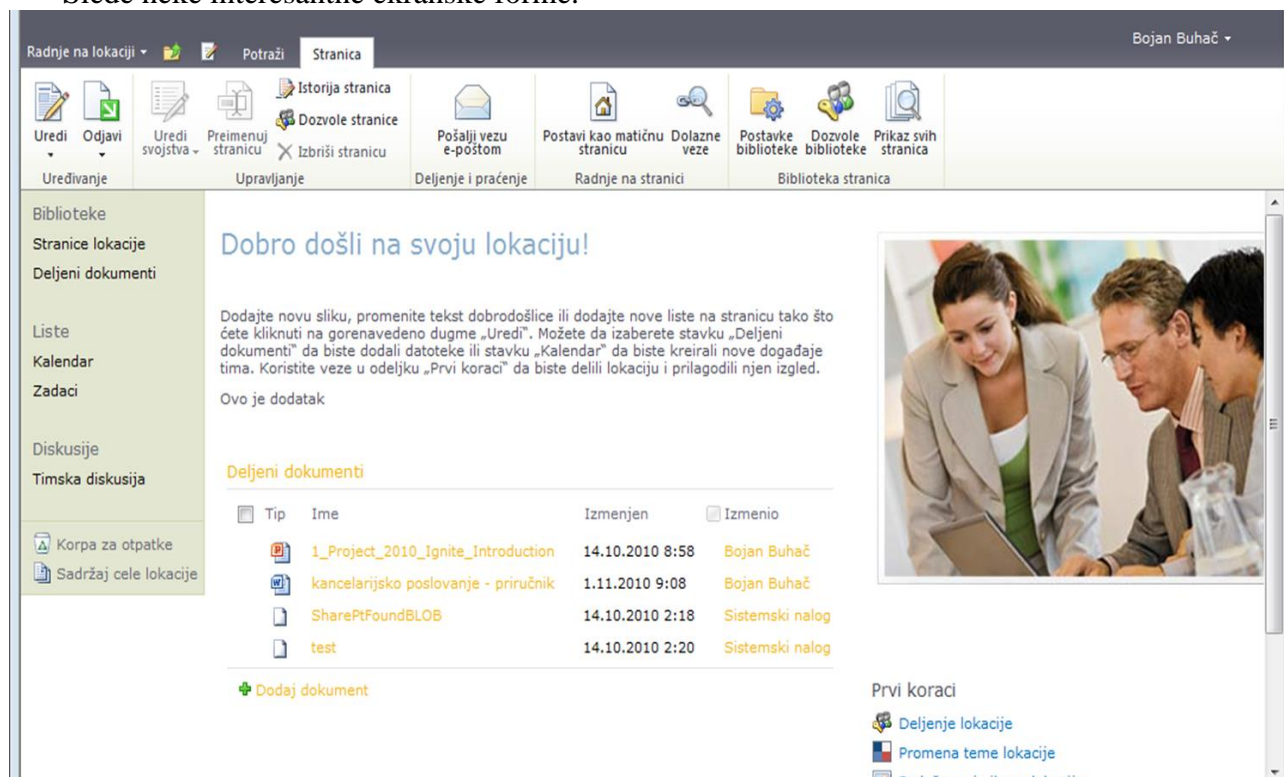 Slede neke interesantne ekranske forme:
Radnje na lokaciji
Potraži
Stranica
Bojan Buhač
Uredi
Odjavi
Uredi svojstva
Preimenuj stranicu
Istorija stranica
Dozvole stranice
Izbriši stranicu
Pošalji vezu e-poštom
Postavi kao matičnu stranicu
Dolazne veze
Postavke biblioteke
Dozvole biblioteke
Prikaz svih stranica
Uređivanje
Upravljanje
Deljenje i praćenje
Radnje na stranici
Biblioteka stranica
Biblioteke
Stranice lokacije
Deljeni dokumenti
Liste
Kalendar
Zadaci
Diskusije
Timska diskusija
Korpa za otpatke
Sadržaj cele lokacije
Dobro došli na svoju lokaciju!
Dodajte novu sliku, promenite tekst dobrodošlice ili dodajte nove liste na stranicu tako što
ćete kliknuti na gorenavedeno dugme „Uredi“. Možete da izaberete stavku „Deljeni
dokumenti“ da biste dodali datoteke ili stavku „Kalendar“ da biste kreirali nove događaje
tima. Koristite veze u odeljku „Prvi koraci“ da biste delili lokaciju i prilagodili njen izgled.
Ovo je dodatak
Deljeni dokumenti
Tip Ime Izmenjen Izmenio
1_Project_2010_Ignite_Introduction 14.10.2010 8:58 Bojan Buhač
kancelarijsko poslovanje - priručnik 1.11.2010 9:08 Bojan Buhač
SharePtFoundBLOB 14.10.2010 2:18 Sistemski nalog
test 14.10.2010 2:20 Sistemski nalog
Dodaj dokument
Prvi koraci
Deljenje lokacije
Promena teme lokacije